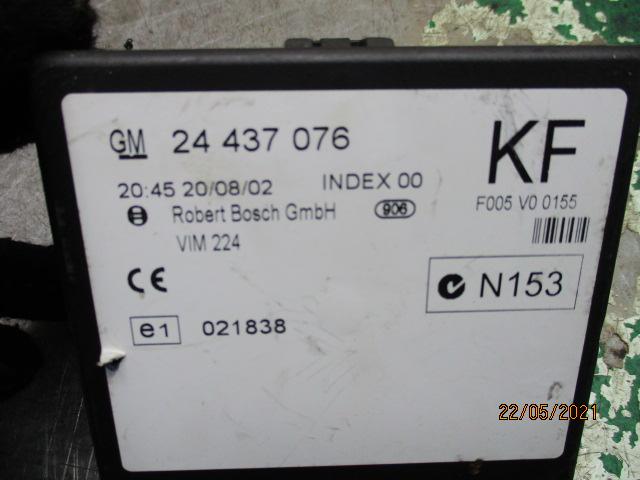 GM 24 437 076
KF
20:45 20/08/02 INDEX 00
F005 V0 0155
Robert Bosch GmbH 906
VIM 224
CE
N153
e1 021838
22/05/2021